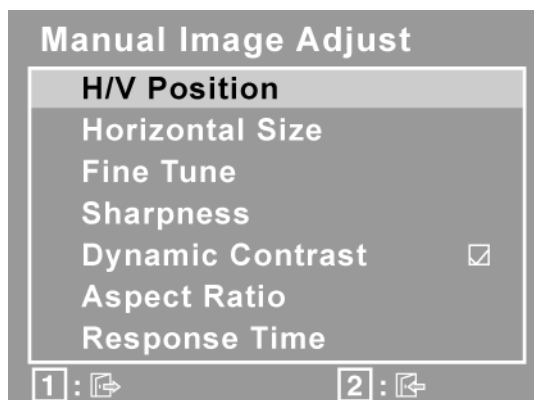 Manual Image Adjust
H/V Position
Horizontal Size
Fine Tune
Sharpness
Dynamic Contrast
Aspect Ratio
Response Time
1 : 2 :